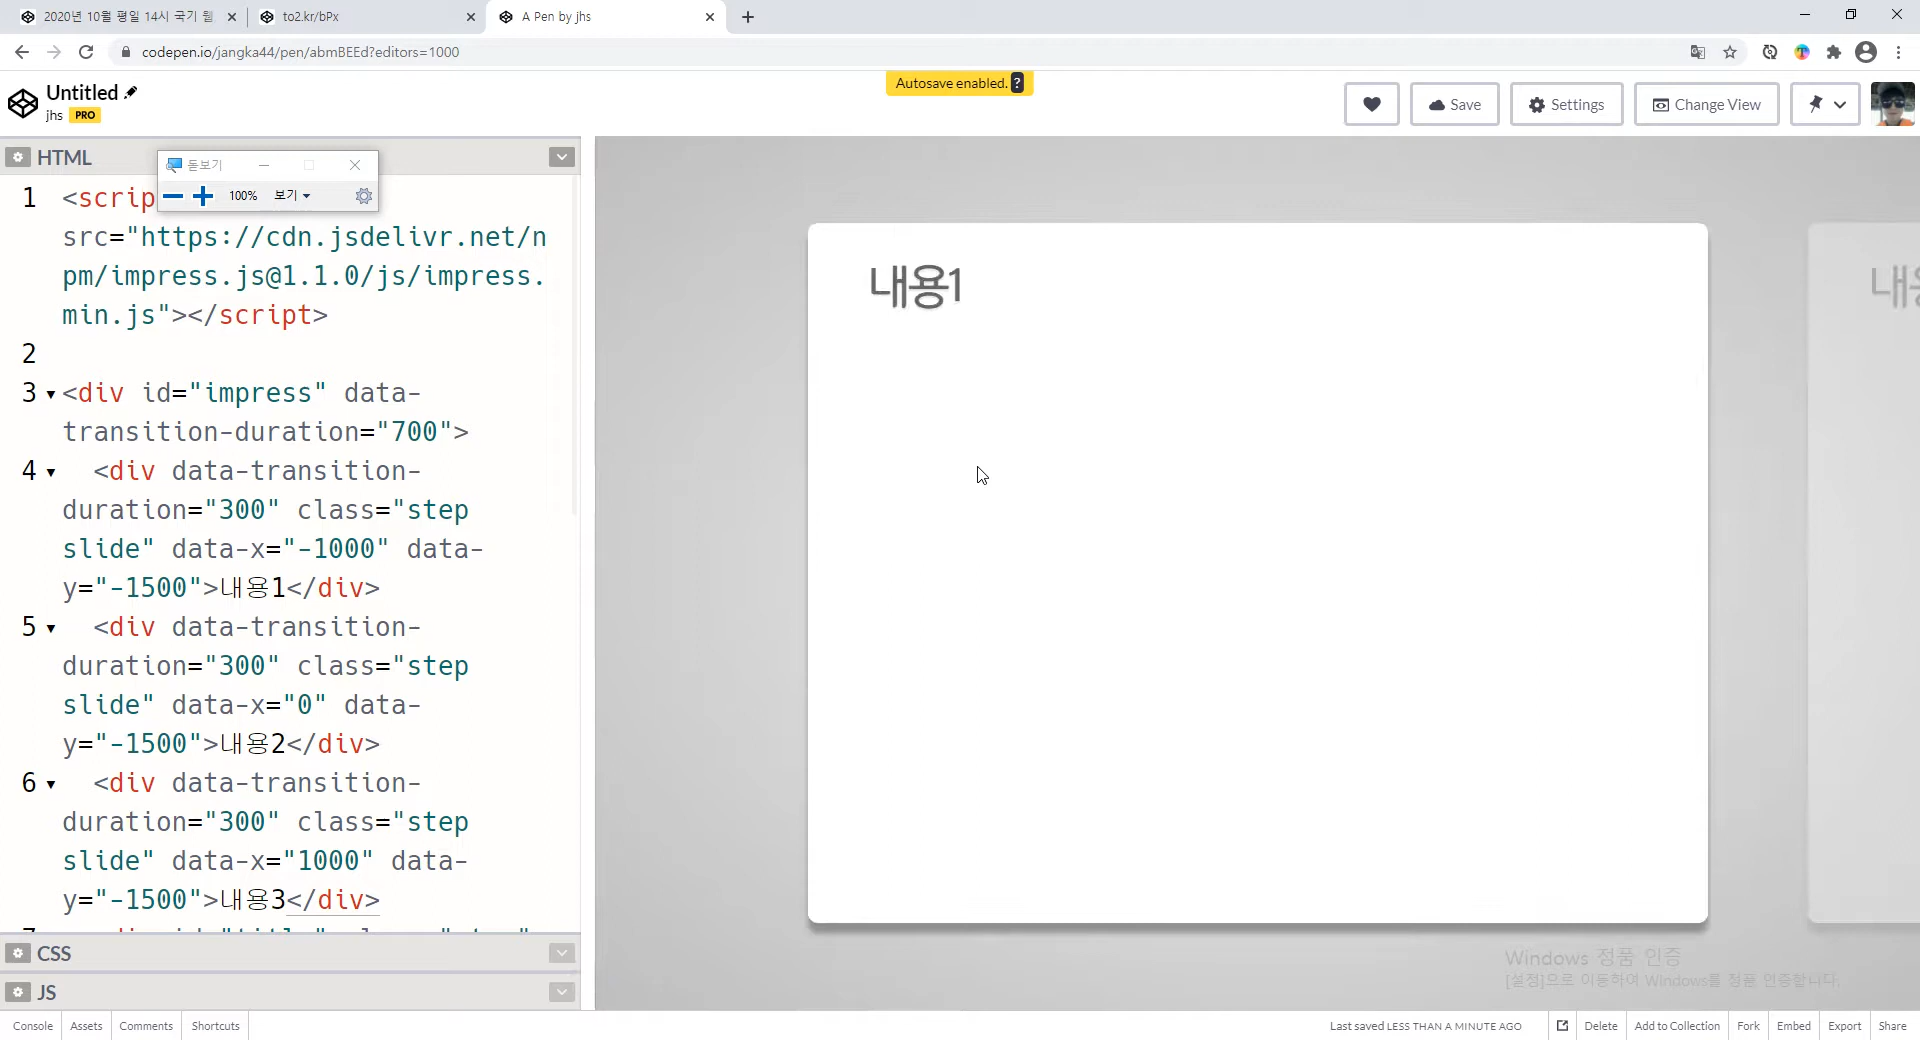 2020년 10월 평일 14시 국기 웹
to2.kr/bPx
A Pen by jhs
codepen.io/jangka44/pen/abmBEEd?editors=1000
Autosave enabled. ?
Untitled
jhs PRO
Save
Settings
Change View
HTML
돋보기
100%
보기
1 <scrip
src="https://cdn.jsdelivr.net/n
pm/impress.js@1.1.0/js/impress.
min.js"></script>
2
3 <div id="impress" data-
transition-duration="700">
4 <div data-transition-
duration="300" class="step
slide" data-x="-1000" data-
y="-1500">내용1</div>
5 <div data-transition-
duration="300" class="step
slide" data-x="0" data-
y="-1500">내용2</div>
6 <div data-transition-
duration="300" class="step
slide" data-x="1000" data-
y="-1500">내용3</div>
CSS
JS
내용1
Windows 정품 인증
[설정]으로 이동하여 Windows를 정품 인증합니다.
Console
Assets
Comments
Shortcuts
Last saved LESS THAN A MINUTE AGO
Delete
Add to Collection
Fork
Embed
Export
Share